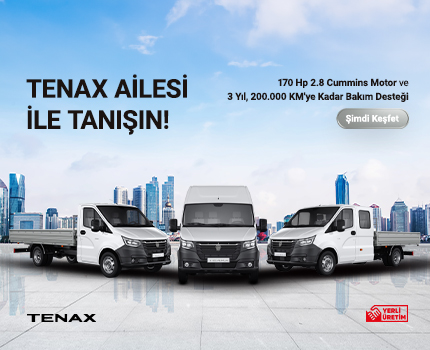 TENAX AİLESİ
İLE TANIŞIN!
170 Hp 2.8 Cummins Motor ve
3 Yıl, 200.000 KM'ye Kadar Bakım Desteği
Şimdi Keşfet
TENAX
YERLİ
ÜRETİM